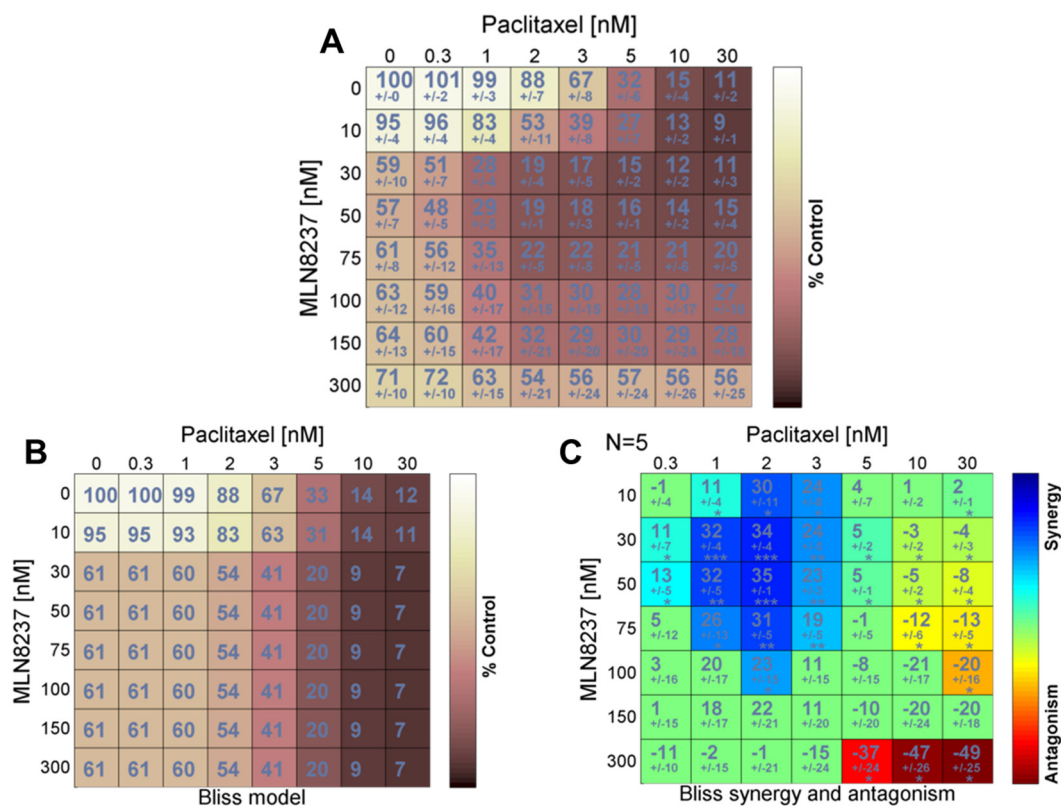 A
Paclitaxel [nM]
0 0.3 1 2 3 5 10 30
MLN8237 [nM]
0 100 101 99 88 67 32 15 11
+/-0 +/-2 +/-3 +/-7 +/-8 +/-6 +/-4 +/-2
10 95 96 83 53 39 27 13 9
+/-4 +/-4 +/-4 +/-11 +/-8 +/-2 +/-1
30 59 51 28 19 17 15 12 11
+/-10 +/-7 +/-4 +/-5 +/-2 +/-2 +/-3
50 57 48 29 19 18 16 14 15
+/-7 +/-5 +/-1 +/-3 +/-1 +/-2 +/-4
75 61 56 35 22 22 21 21 20
+/-8 +/-12 +/-13 +/-5 +/-5 +/-5 +/-6 +/-5
100 63 59 40 31 30 28 30 27
+/-12 +/-16 +/-17 +/-15 +/-15 +/-17
150 64 60 42 32 29 30 29 28
+/-13 +/-15 +/-17 +/-21 +/-20 +/-20 +/-24
300 71 72 63 54 56 57 56 56
+/-10 +/-10 +/-15 +/-21 +/-24 +/-24 +/-26 +/-25
% Control
B
Paclitaxel [nM]
0 0.3 1 2 3 5 10 30
MLN8237 [nM]
0 100 100 99 88 67 33 14 12
10 95 95 93 83 63 31 14 11
30 61 61 60 54 41 20 9 7
50 61 61 60 54 41 20 9 7
75 61 61 60 54 41 20 9 7
100 61 61 60 54 41 20 9 7
150 61 61 60 54 41 20 9 7
300 61 61 60 54 41 20 9 7
Bliss model
% Control
C
N=5
Paclitaxel [nM]
0.3 1 2 3 5 10 30
MLN8237 [nM]
10 -1 11 30 24 4 1 2
+/-4 +/-4 +/-11 +/-7 +/-2 +/-1
* * * *
30 11 32 34 24 5 -3 -4
+/-7 +/-4 +/-4 +/-2 +/-2 +/-3
* *** *** ** * * *
50 13 32 35 23 5 -5 -8
+/-5 +/-5 +/-1 +/-1 +/-2 +/-4
* ** *** ** * * *
75 5 26 31 19 -1 -12 -13
+/-12 +/-13 +/-5 +/-5 +/-5 +/-6 +/-5
* ** ** * *
100 3 20 23 11 -8 -21 -20
+/-16 +/-17 +/-15 +/-15 +/-17 +/-16
* *
150 1 18 22 11 -10 -20 -20
+/-15 +/-17 +/-21 +/-20 +/-20 +/-24 +/-18
300 -11 -2 -1 -15 -37 -47 -49
+/-10 +/-15 +/-21 +/-24 +/-24 +/-26 +/-25
* * *
Bliss synergy and antagonism
Synergy
Antagonism